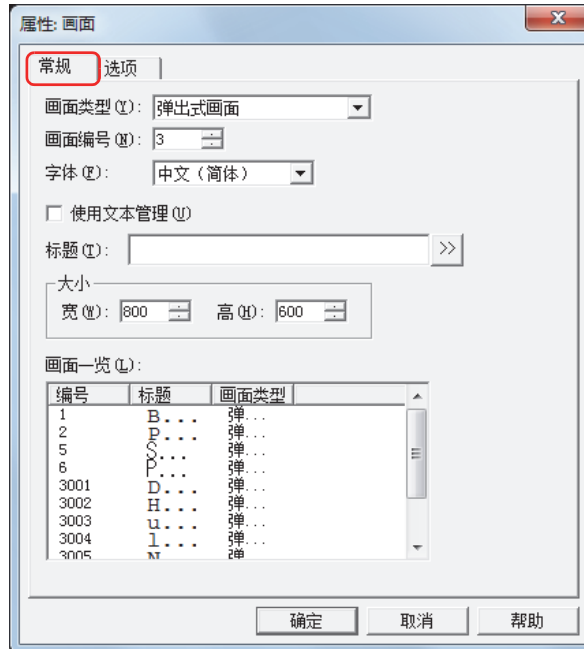 属性: 画面
常规 选项
画面类型(Y): 弹出式画面
画面编号(N): 3
字体(F): 中文（简体）
使用文本管理(U)
标题(T): >>
大小
宽(W): 800 高(H): 600
画面一览(L):
编号 标题 画面类型
1 B... 弹...
2 P... 弹...
5 S... 弹...
6 P... 弹...
3001 D... 弹...
3002 H... 弹...
3003 u... 弹...
3004 l... 弹...
3005 N 弹
确定 取消 帮助